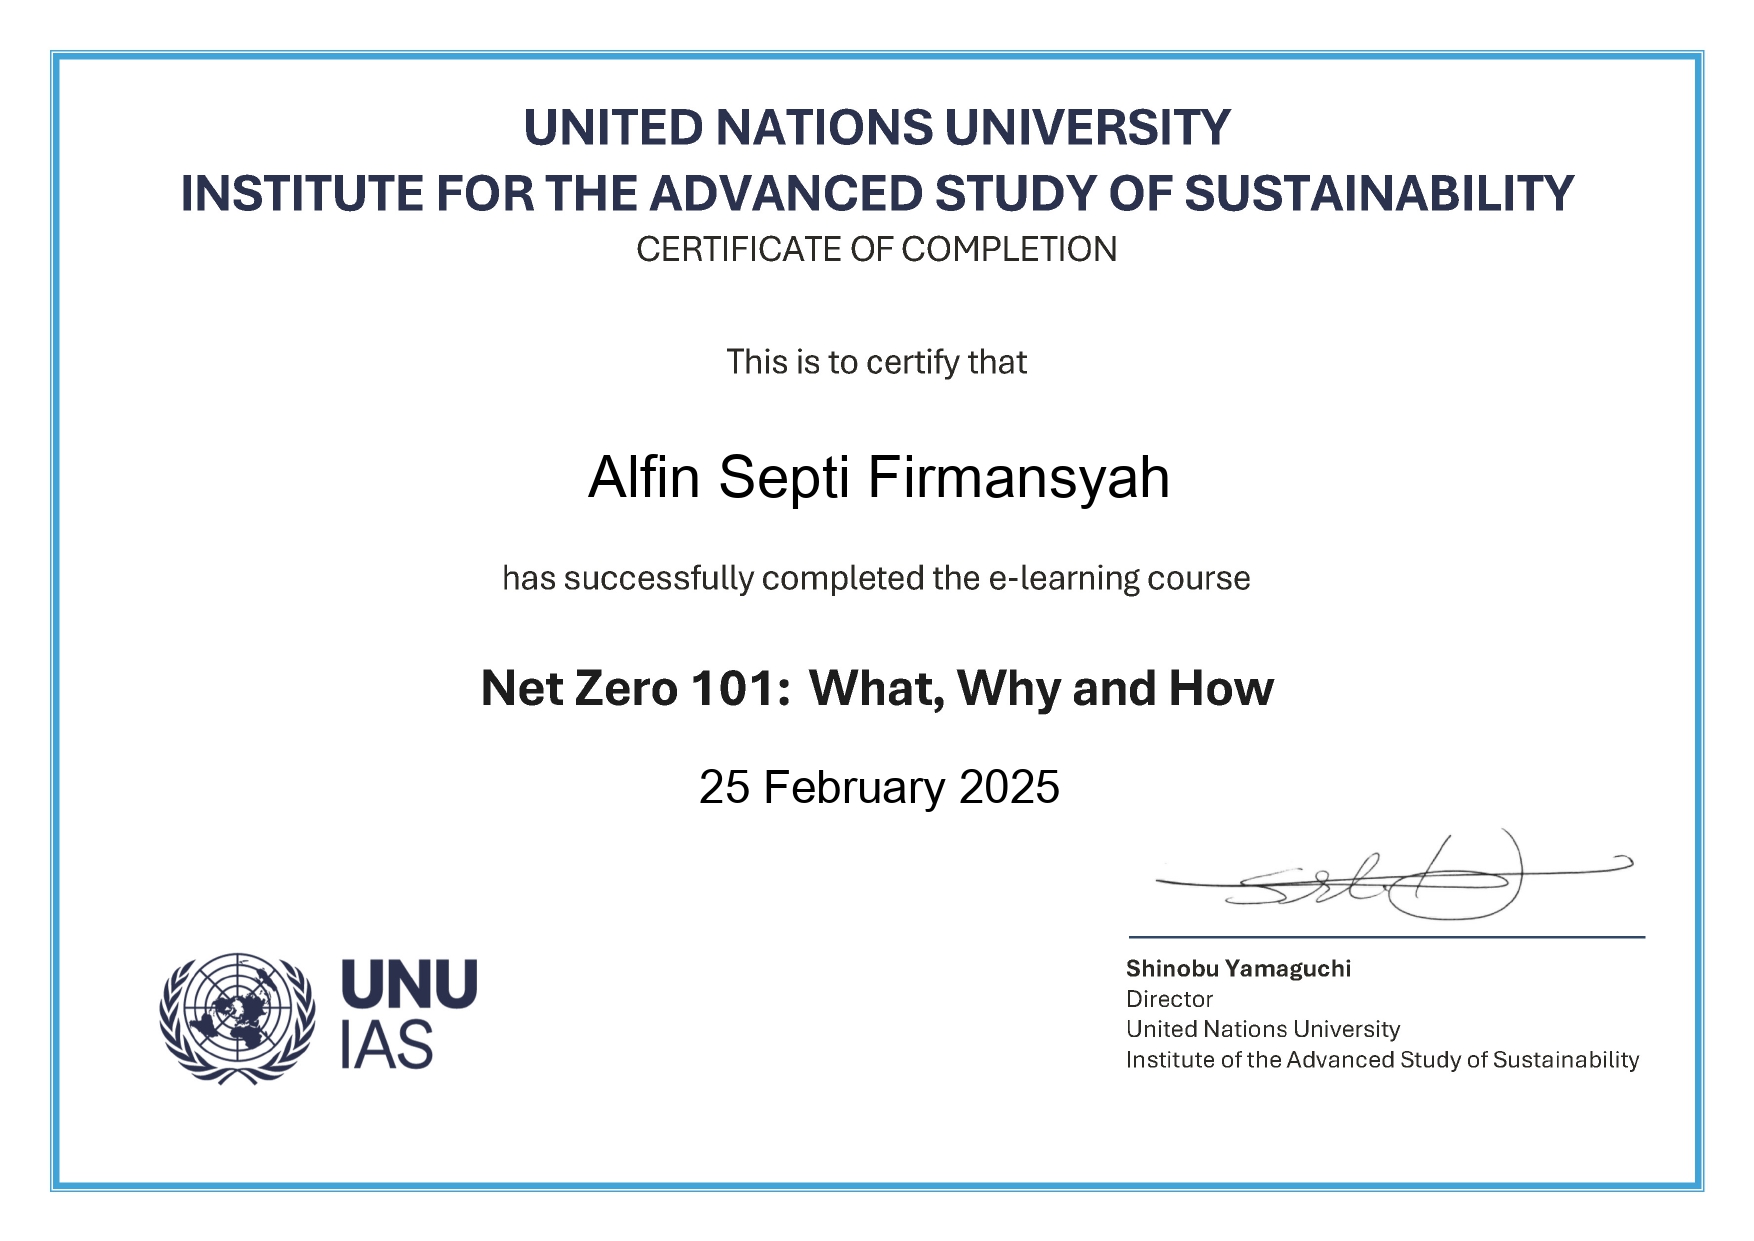 UNITED NATIONS UNIVERSITY
INSTITUTE FOR THE ADVANCED STUDY OF SUSTAINABILITY
CERTIFICATE OF COMPLETION
This is to certify that
Alfin Septi Firmansyah
has successfully completed the e-learning course
Net Zero 101: What, Why and How
25 February 2025
UNU
IAS
Shinobu Yamaguchi
Director
United Nations University
Institute of the Advanced Study of Sustainability